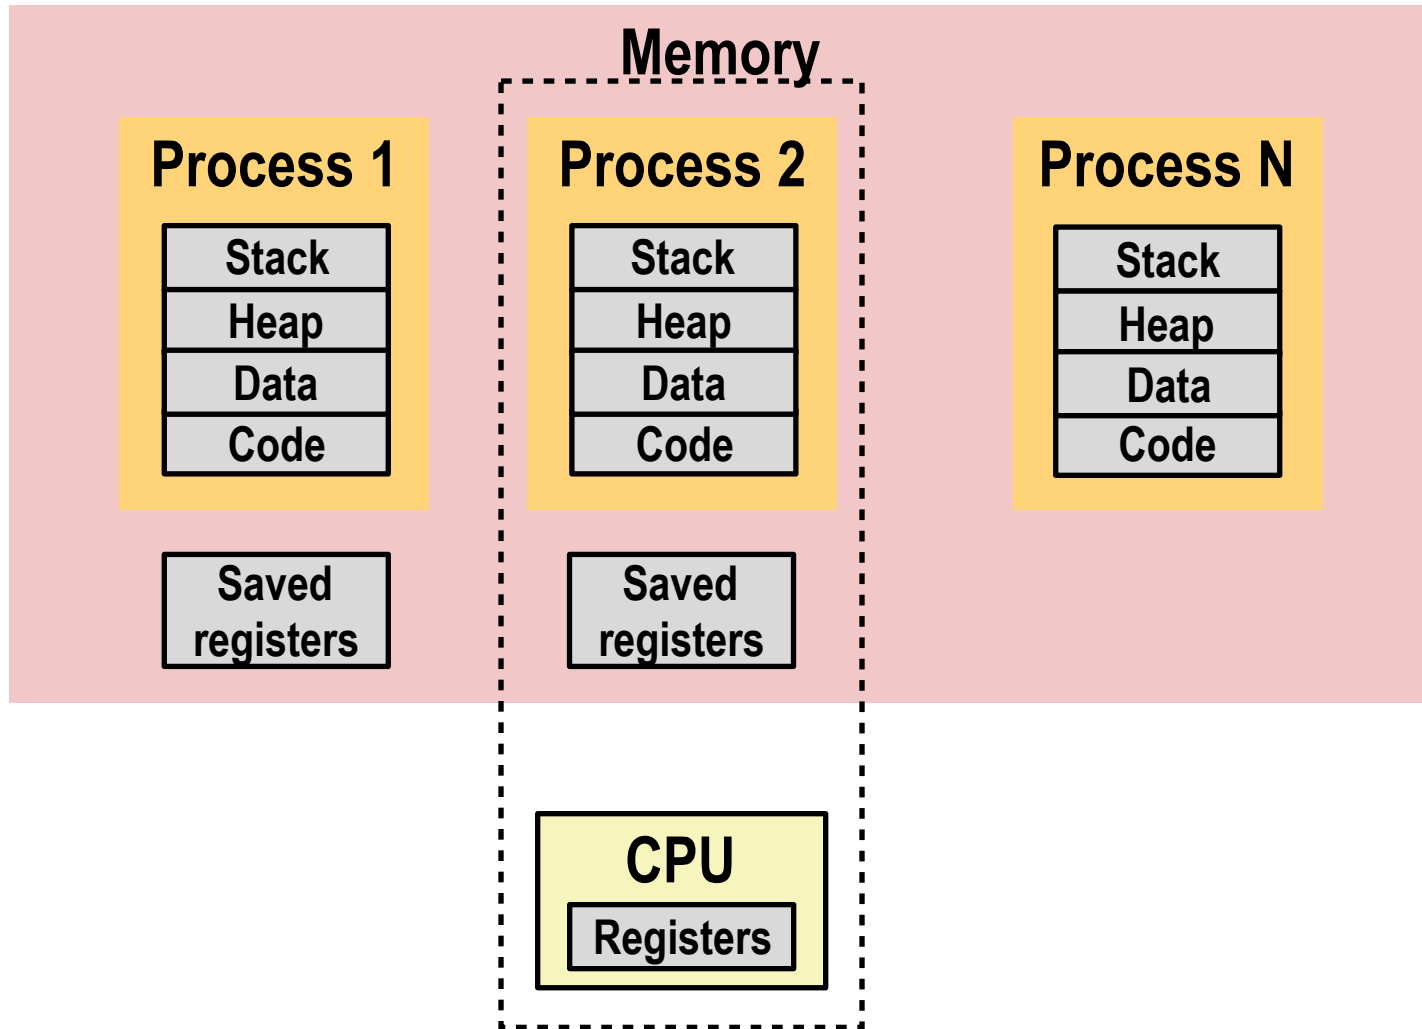 Memory
Process 1
Stack
Heap
Data
Code
Saved
registers
Process 2
Stack
Heap
Data
Code
Saved
registers
Process N
Stack
Heap
Data
Code
CPU
Registers